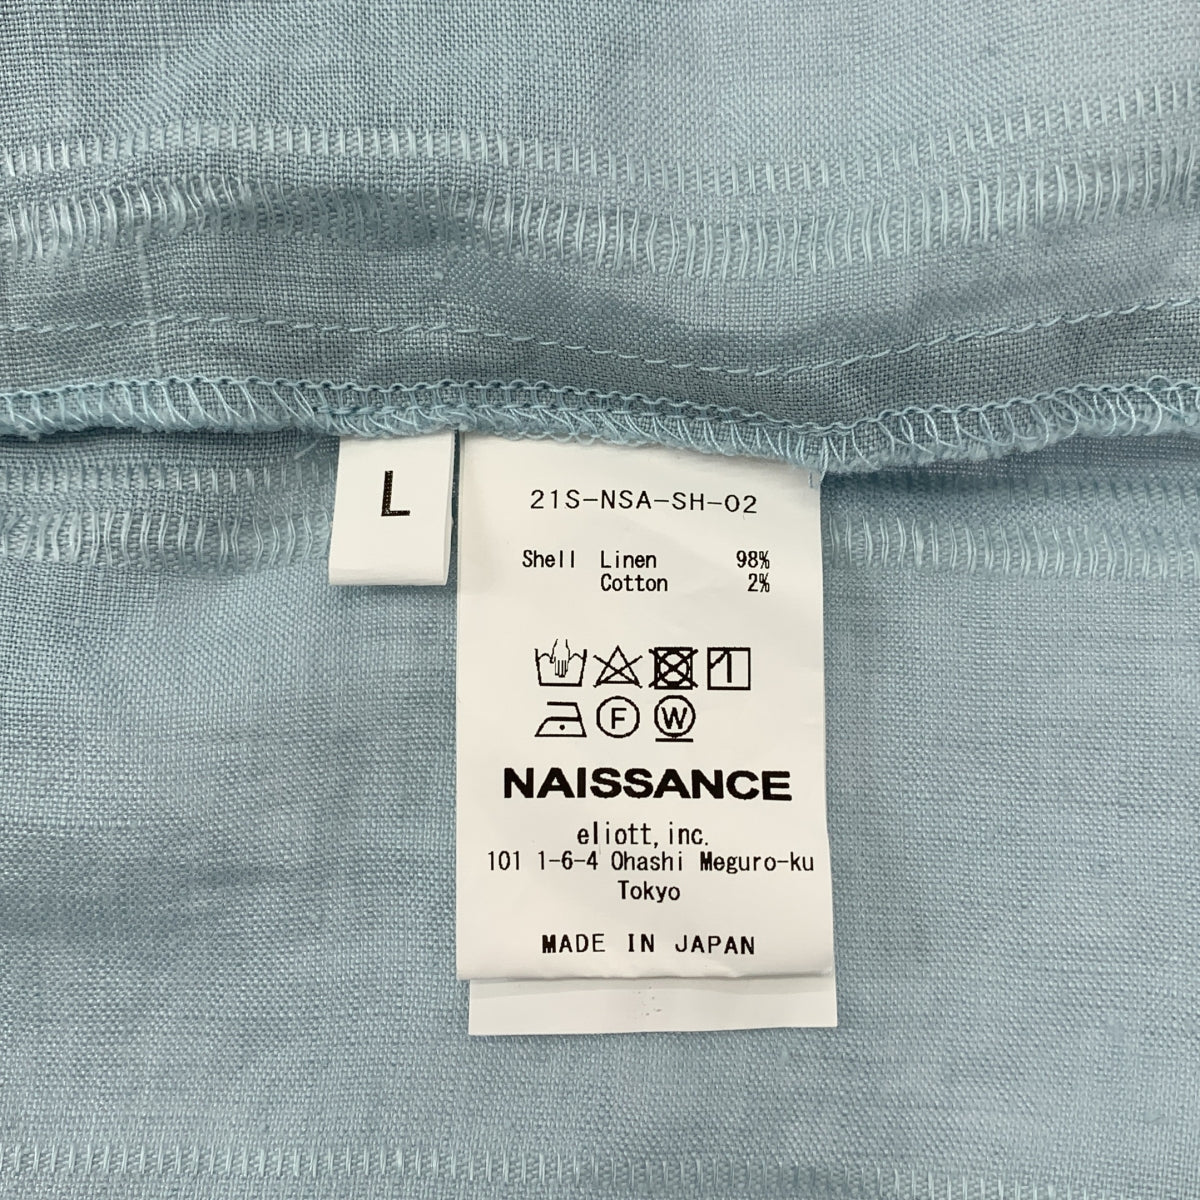 L
21S-NSA-SH-02
Shell Linen 98%
Cotton 2%
F W
NAISSANCE
eliott, inc.
101 1-6-4 Ohashi Meguro-ku
Tokyo
MADE IN JAPAN